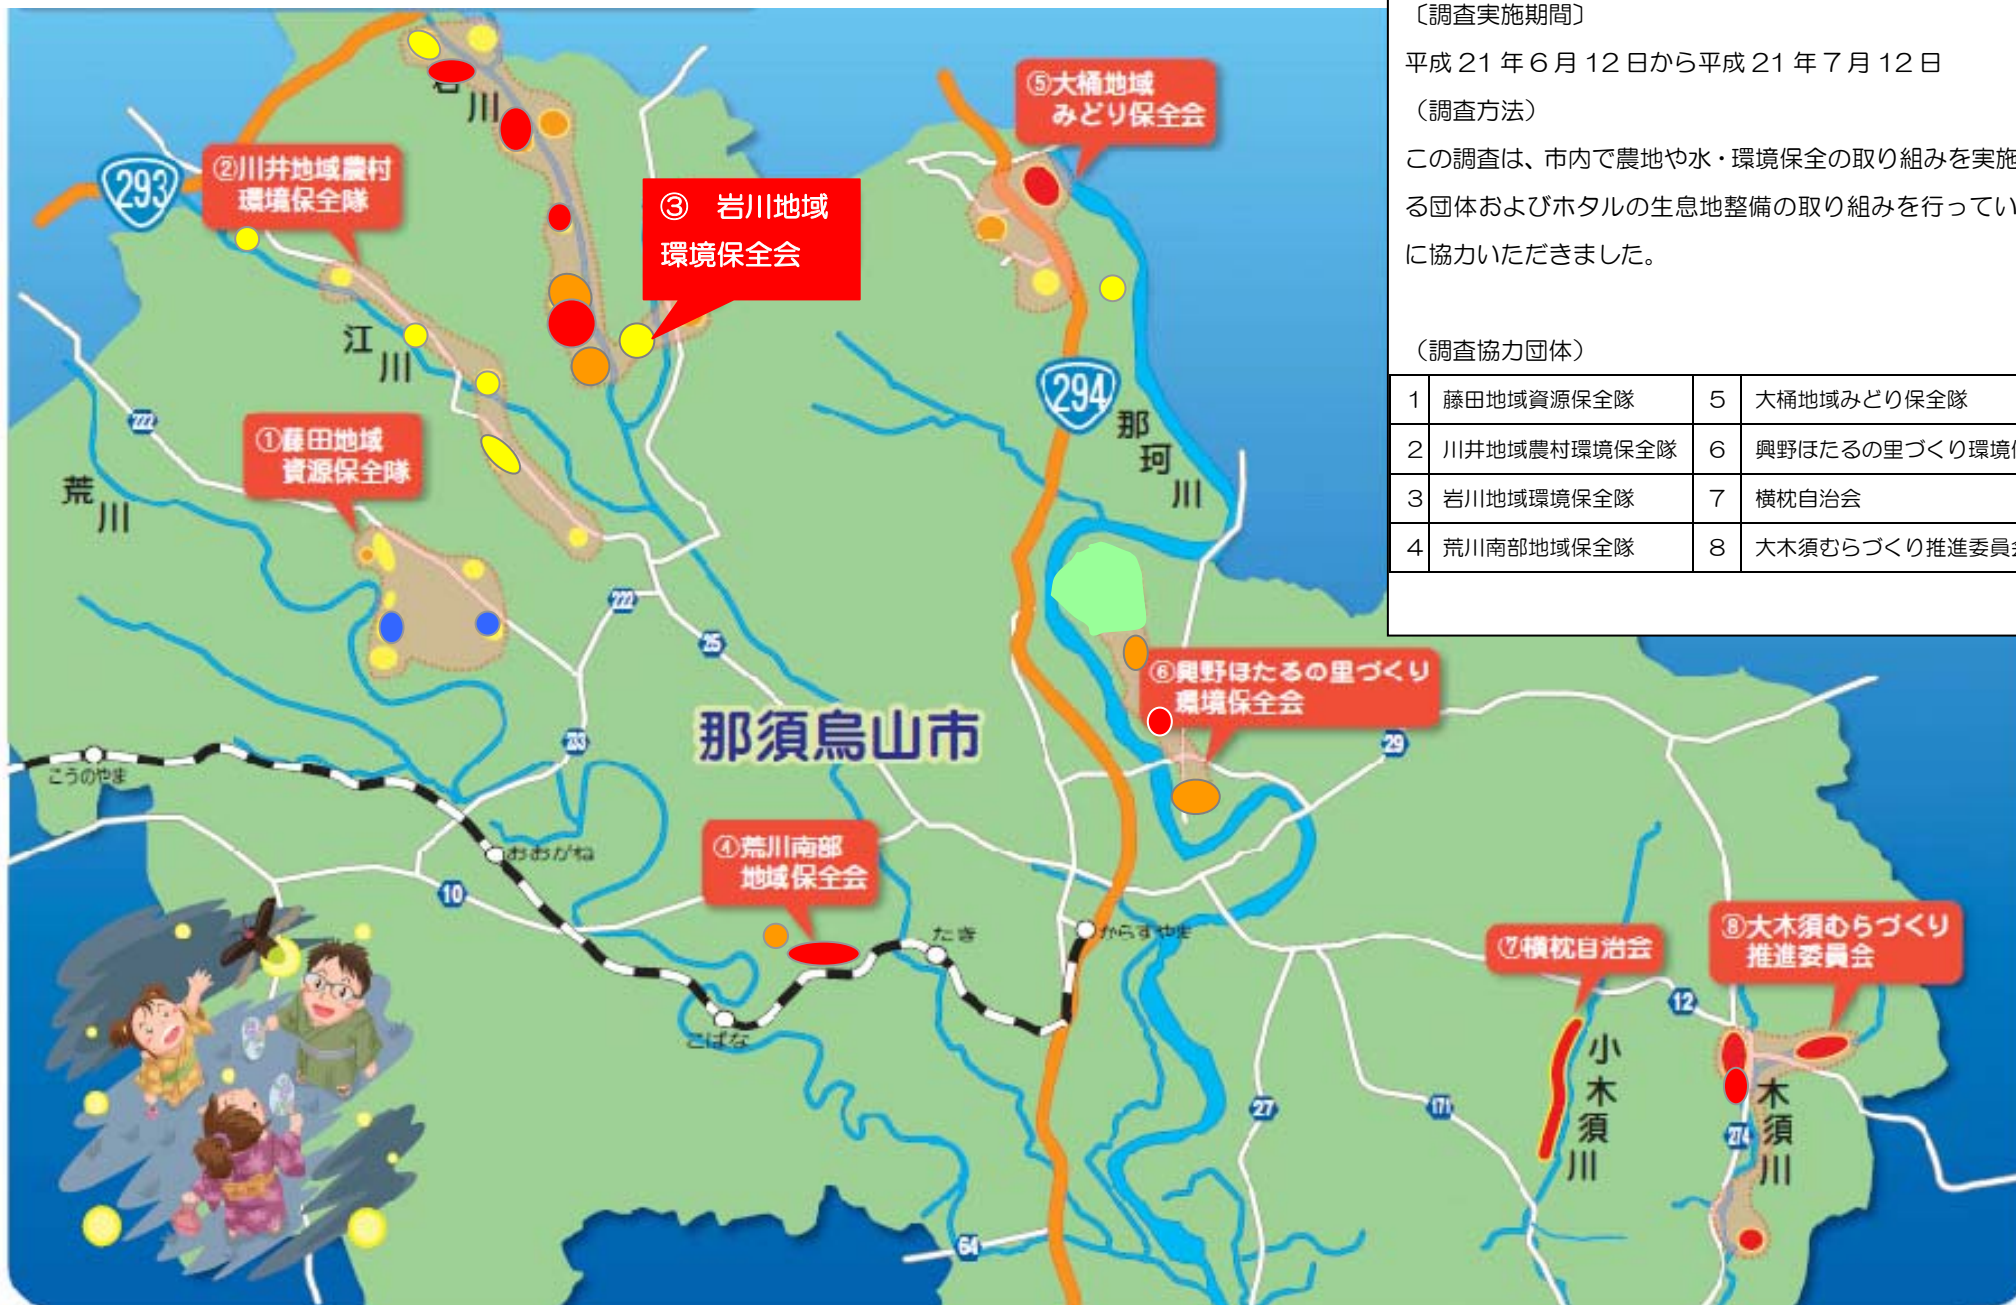 〔調査実施期間〕
平成21年6月12日から平成21年7月12日
（調査方法）
この調査は、市内で農地や水・環境保全の取り組みを実施
る団体およびホタルの生息地整備の取り組みを行ってい
に協力いただきました。
（調査協力団体）
1 藤田地域資源保全隊 5 大桶地域みどり保全隊
2 川井地域農村環境保全隊 6 興野ほたるの里づくり環境
3 岩川地域環境保全隊 7 横枕自治会
4 荒川南部地域保全隊 8 大木須むらづくり推進委員
岩川
⑤大桶地域
みどり保全会
293
②川井地域農村
環境保全隊
③ 岩川地域
環境保全会
江川
294
那珂川
222
①藤田地域
資源保全隊
荒川
222
25
⑥興野ほたるの里づくり
環境保全会
那須烏山市
233
29
こうのやま
おおがね
④荒川南部
地域保全会
10
たき
からすやま
こばな
⑦横枕自治会
⑧大木須むらづくり
推進委員会
12
小木須川
木須川
27
171
274
64